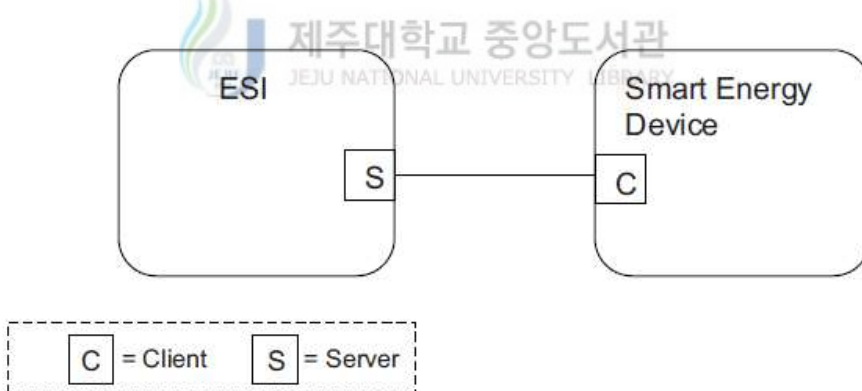 제주대학교 중앙도서관
JEJU NATIONAL UNIVERSITY LIBRARY
ESI
Smart Energy
Device
S
C
C = Client S = Server